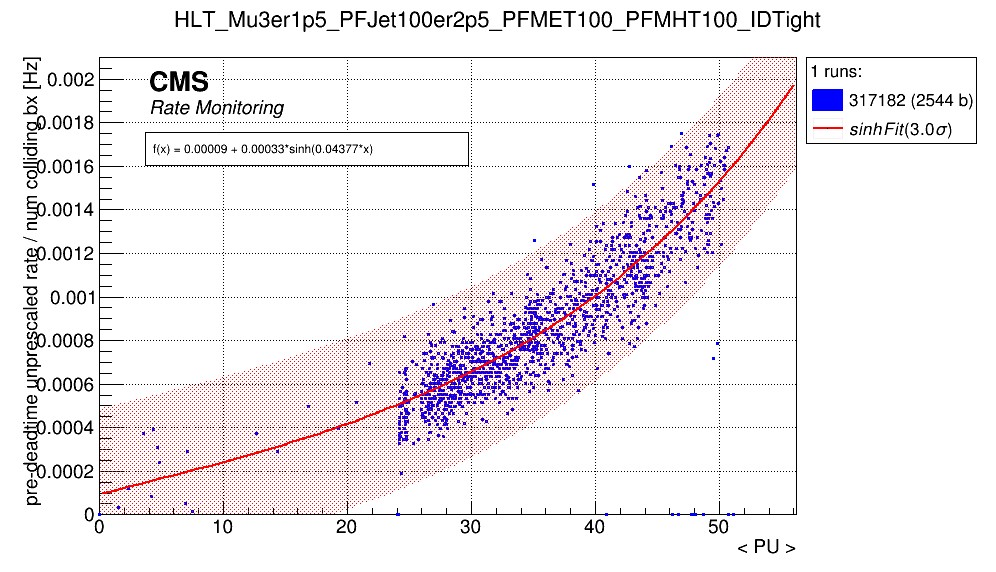 HLT_Mu3er1p5_PFJet100er2p5_PFMET100_PFMHT100_IDTight
pre-deadtime unprescaled rate / num colliding bx [Hz]
0.002
0.0018
0.0016
0.0014
0.0012
0.001
0.0008
0.0006
0.0004
0.0002
0
CMS
Rate Monitoring
f(x) = 0.00009 + 0.00033*sinh(0.04377*x)
1 runs:
317182 (2544 b)
sinhFit(3.0σ)
0 10 20 30 40 50
< PU >